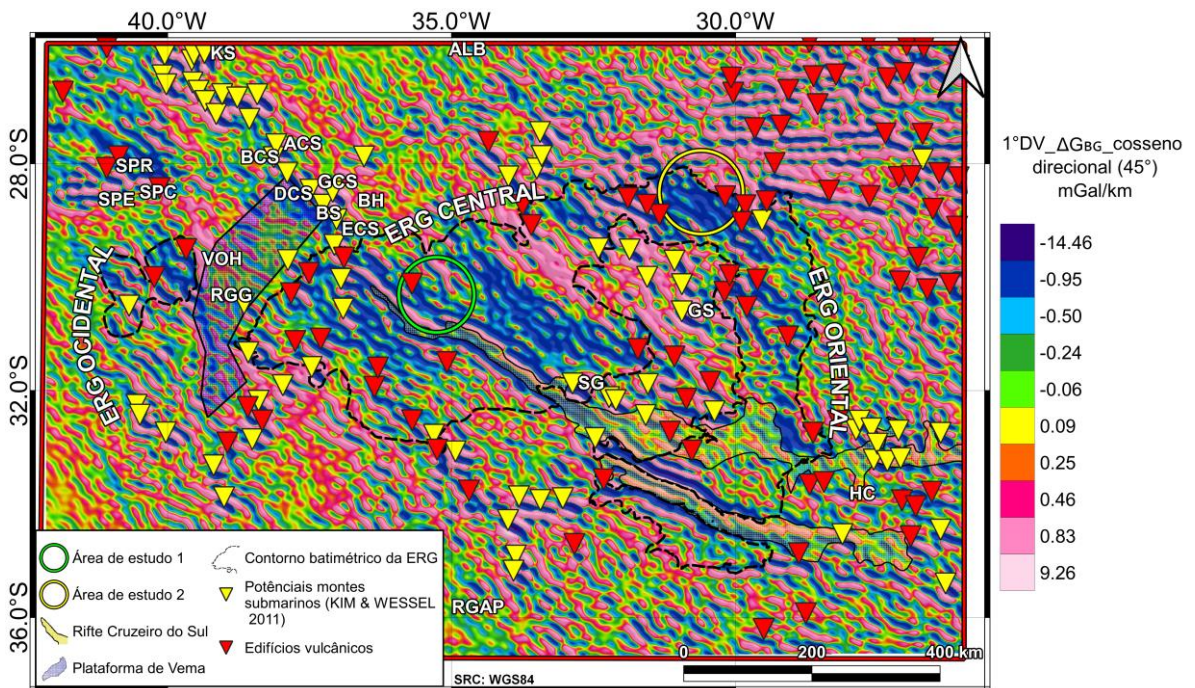 40.0°W
35.0°W
30.0°W
28.0°S
32.0°S
36.0°S
KS
ALB
ACS
BCS
SPR
SPE
SPC
GCS
DCS
BS
BH
ECS
ERG CENTRAL
VOH
RGG
ERG OCIDENTAL
GS
ERG ORIENTAL
SG
HC
RGAP
1°DV_ΔGBG_cosseno
direcional (45°)
mGal/km
-14.46
-0.95
-0.50
-0.24
-0.06
0.09
0.25
0.46
0.83
9.26
Área de estudo 1
Área de estudo 2
Rifte Cruzeiro do Sul
Plataforma de Vema
Contorno batimétrico da ERG
Potênciais montes
submarinos (KIM & WESSEL
2011)
Edifícios vulcânicos
SRC: WGS84
0
200
400 km